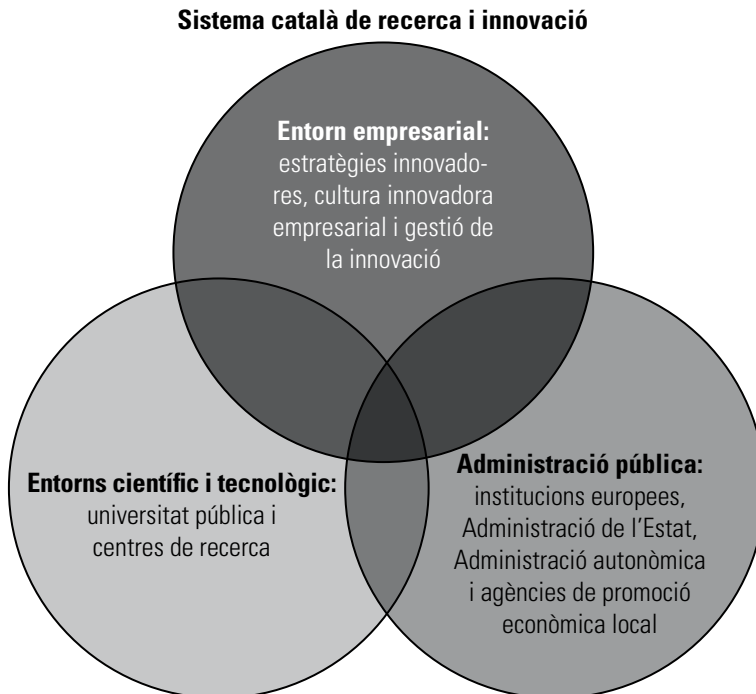 Sistema català de recerca i innovació
Entorn empresarial:
estratègies innovado-
res, cultura innovadora
empresarial i gestió de
la innovació
Entorns científic i tecnològic:
universitat pública i
centres de recerca
Administració pública:
institucions europees,
Administració de l'Estat,
Administració autonòmica
i agències de promoció
econòmica local